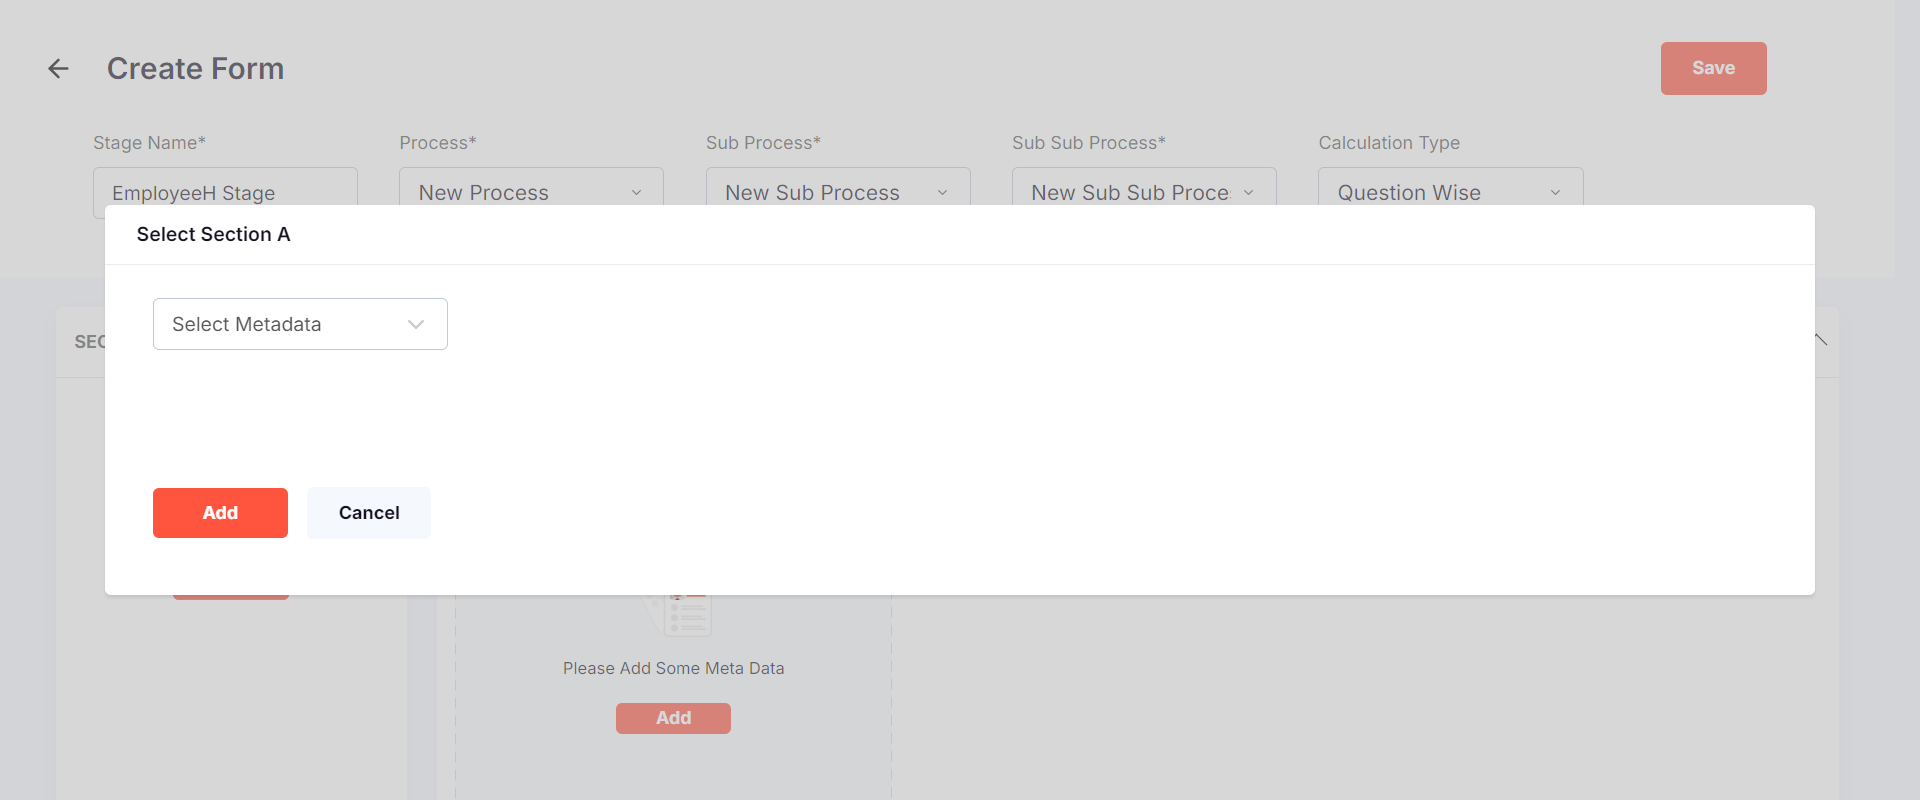 Create Form
Save
Stage Name*
Process*
Sub Process*
Sub Sub Process*
Calculation Type
EmployeeH Stage
New Process
New Sub Process
New Sub Sub Proce
Question Wise
Select Section A
SEC
Select Metadata
Add
Cancel
Please Add Some Meta Data
Add